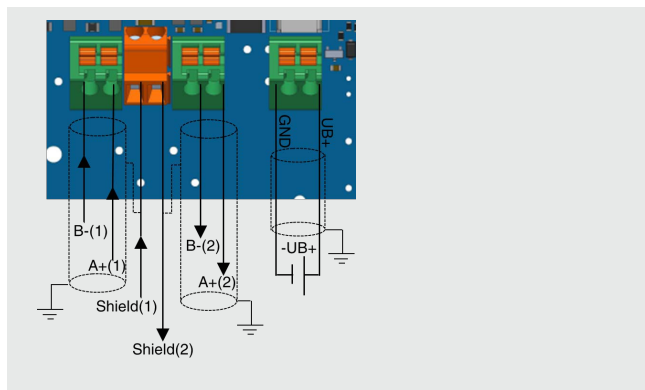 GND
UB+
B-(1)
A+(1)
B-(2)
A+(2)
-UB+
Shield(1)
Shield(2)